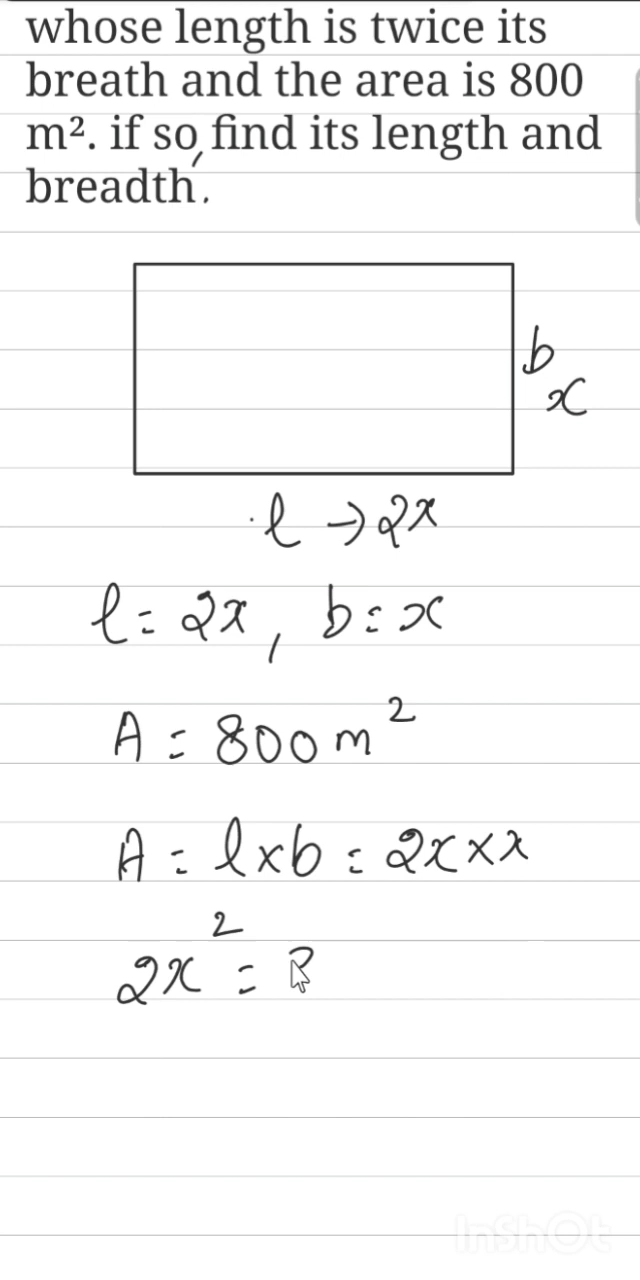 whose length is twice its
breath and the area is 800
m². if so, find its length and
breadth.
b
x
l → 2x
l = 2x, b = x
A = 800 m²
A = l × b = 2x × x
2x² =
InShOt